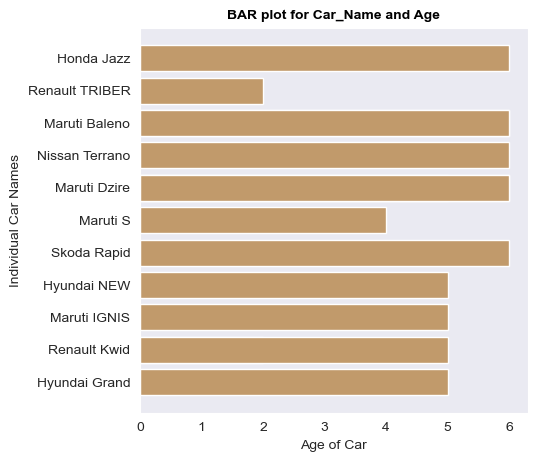 BAR plot for Car_Name and Age
Honda Jazz
Renault TRIBER
Maruti Baleno
Nissan Terrano
Maruti Dzire
Maruti S
Skoda Rapid
Hyundai NEW
Maruti IGNIS
Renault Kwid
Hyundai Grand
Individual Car Names
0 1 2 3 4 5 6
Age of Car